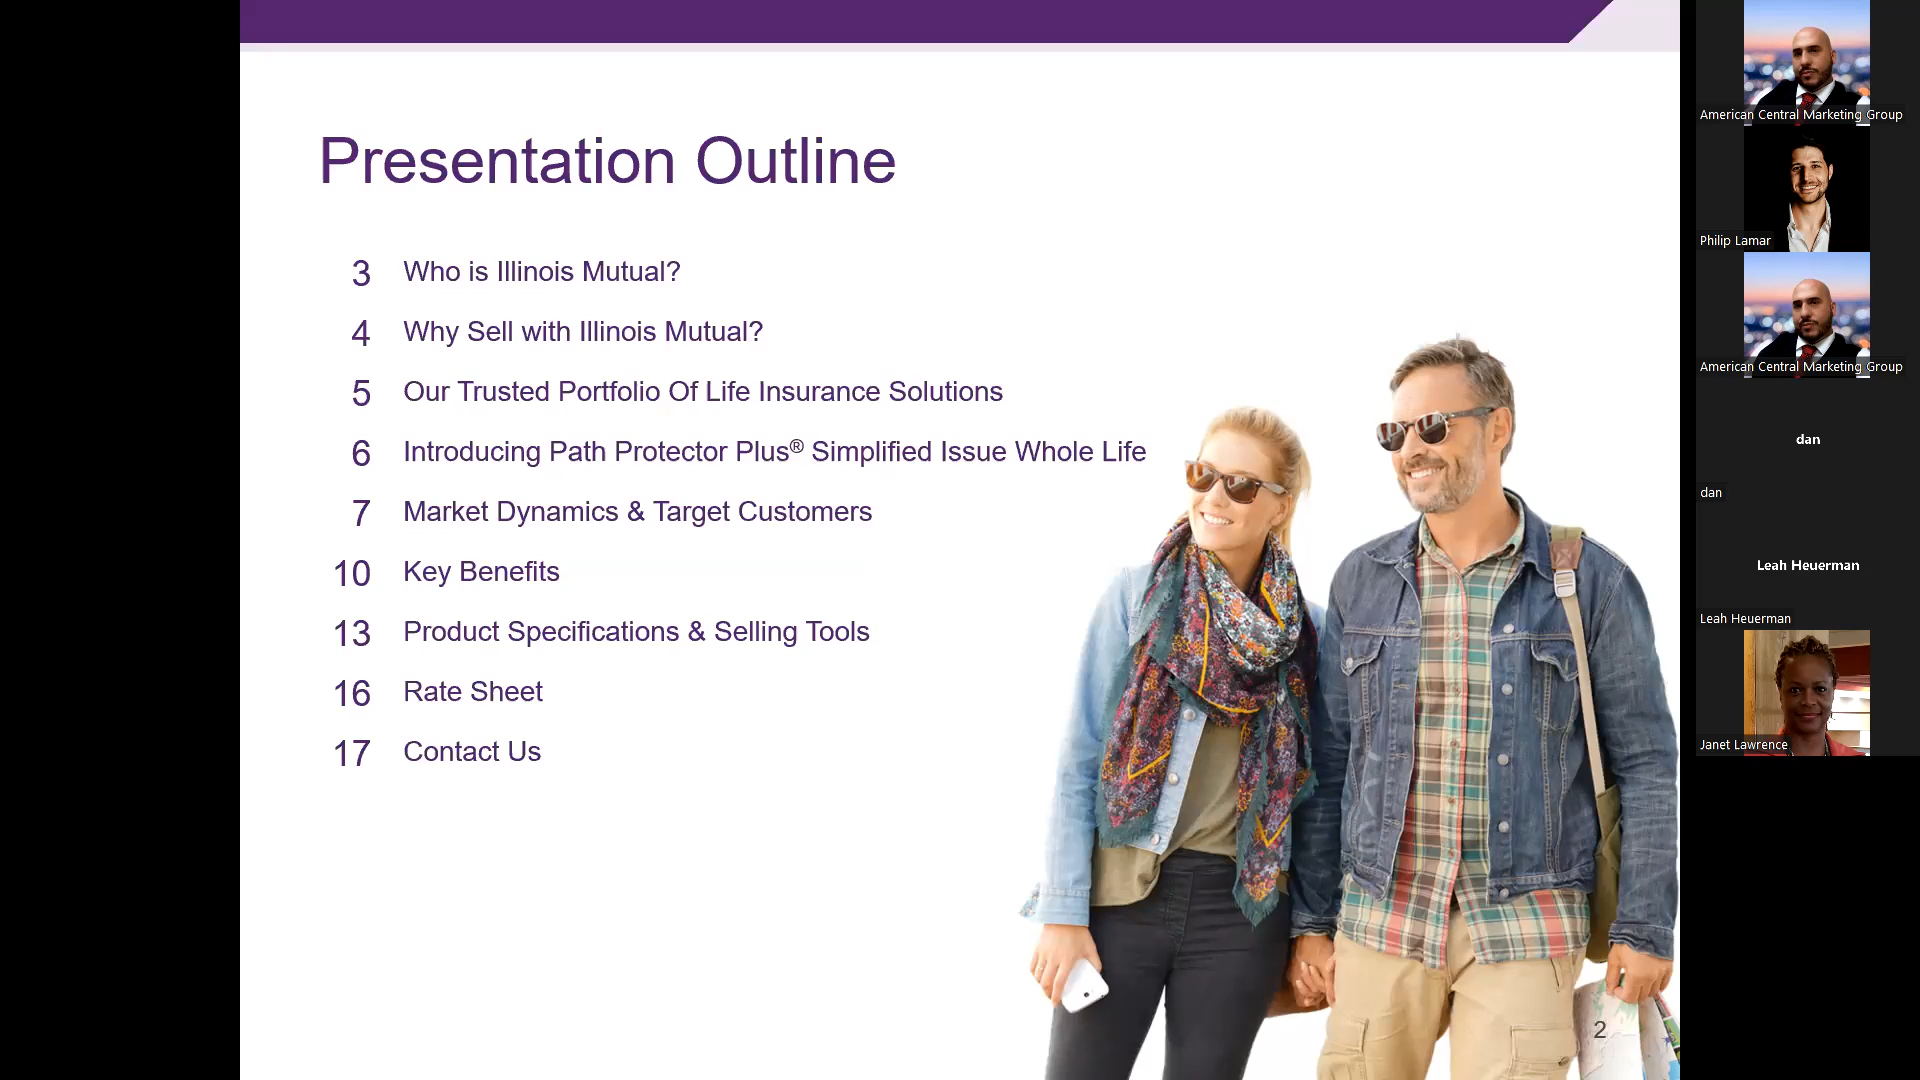 Presentation Outline
3 Who is Illinois Mutual?
4 Why Sell with Illinois Mutual?
5 Our Trusted Portfolio Of Life Insurance Solutions
6 Introducing Path Protector Plus® Simplified Issue Whole Life
7 Market Dynamics & Target Customers
10 Key Benefits
13 Product Specifications & Selling Tools
16 Rate Sheet
17 Contact Us
2
American Central Marketing Group
Philip Lamar
American Central Marketing Group
dan
dan
Leah Heuerman
Leah Heuerman
Janet Lawrence